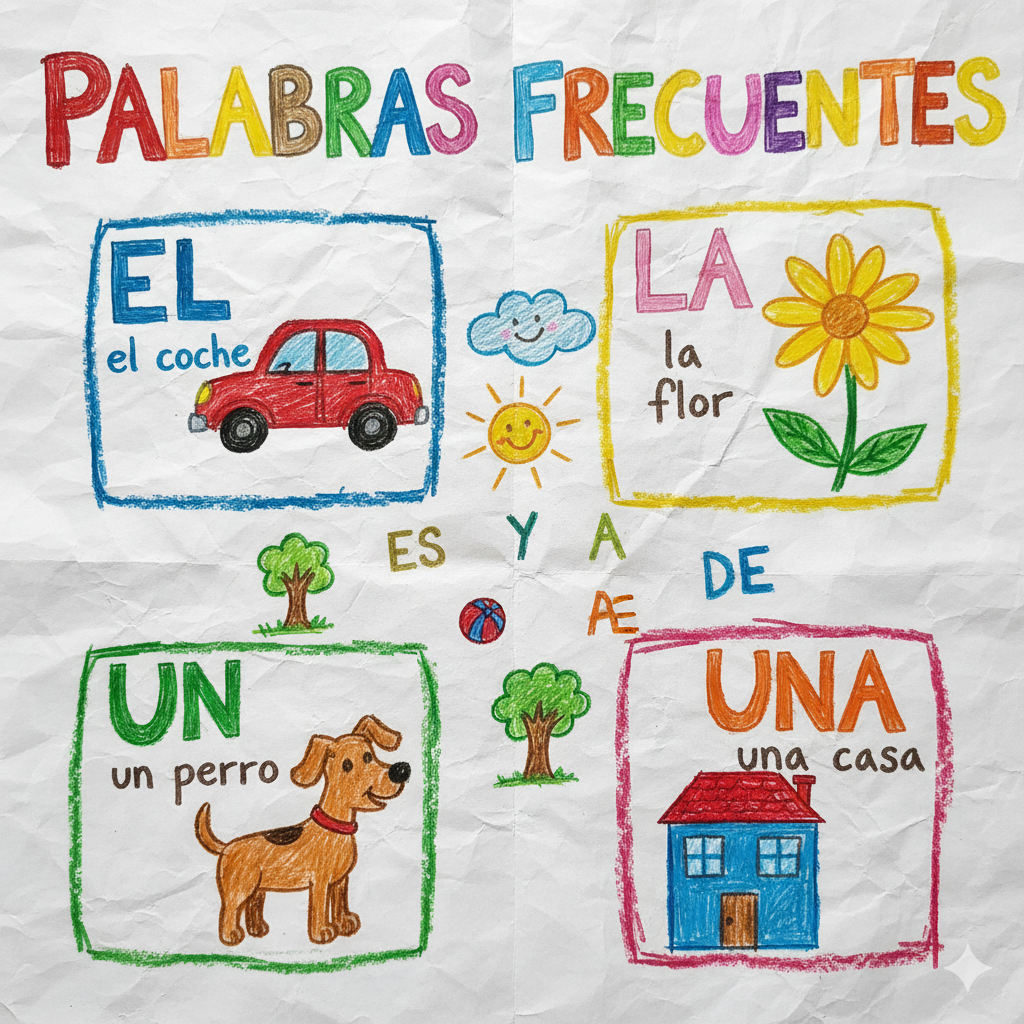 PALABRAS FRECUENTES
EL
el coche
LA
la
flor
ES Y A
DE
Æ
UN
un perro
UNA
una casa